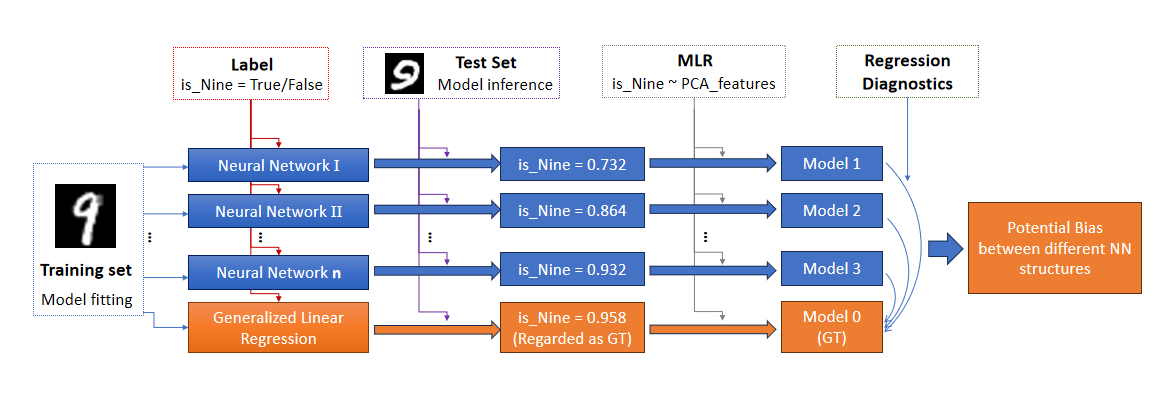 Label
is_Nine = True/False
Test Set
Model inference
MLR
is_Nine ~ PCA_features
Regression
Diagnostics
Training set
Model fitting
Neural Network I
is_Nine = 0.732
Model 1
Neural Network II
is_Nine = 0.864
Model 2
Neural Network n
is_Nine = 0.932
Model 3
Generalized Linear
Regression
is_Nine = 0.958
(Regarded as GT)
Model 0
(GT)
Potential Bias
between different NN
structures
9
9